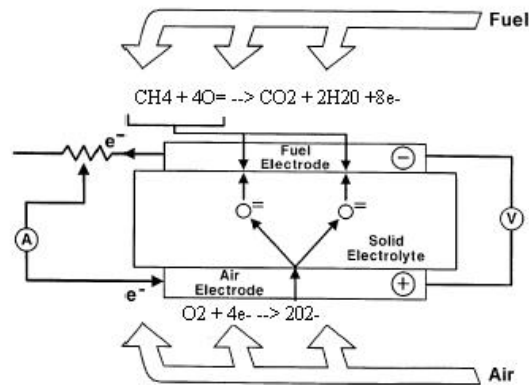 Fuel
CH4 + 4O= --> CO2 + 2H20 +8e-
e-
Fuel
Electrode
−
O=
O=
A
V
Solid
Electrolyte
Air
Electrode
+
e-
O2 + 4e- --> 2O2-
Air